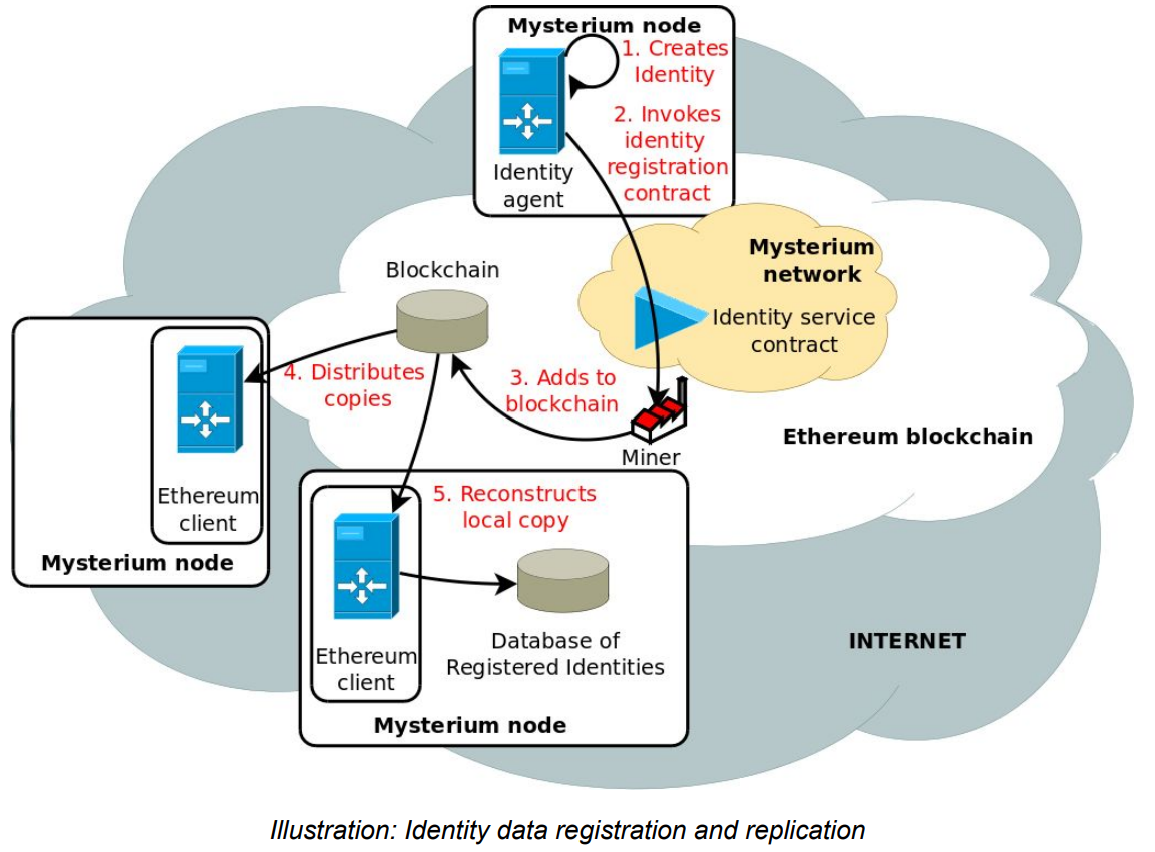 Mysterium node
1. Creates
Identity
2. Invokes
identity
registration
contract
Identity
agent
Mysterium
network
Identity service
contract
Blockchain
4. Distributes
copies
3. Adds to
blockchain
Miner
Ethereum blockchain
Ethereum
client
Mysterium node
5. Reconstructs
local copy
Ethereum
client
Database of
Registered Identities
Mysterium node
INTERNET
Illustration: Identity data registration and replication